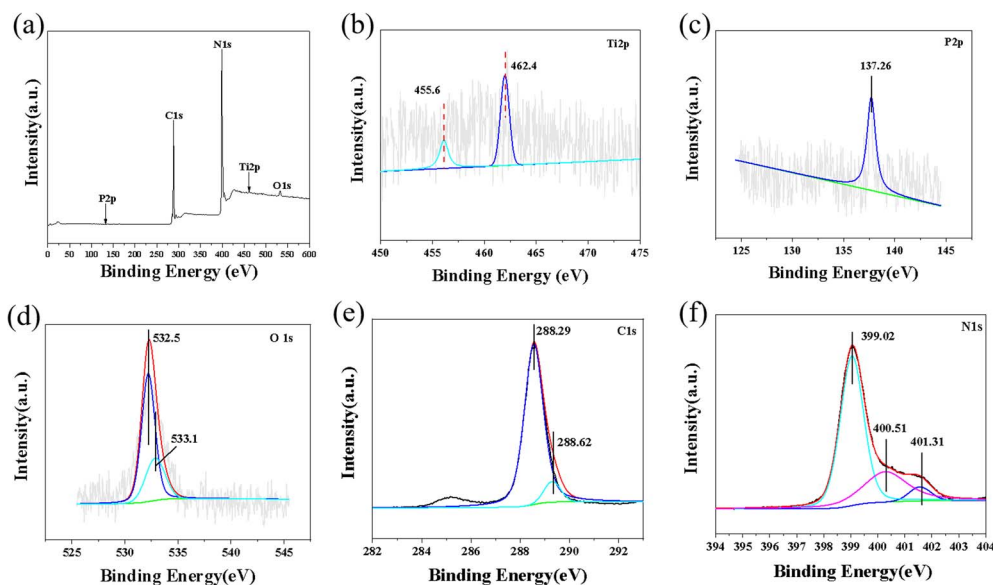 (a)
N1s
C1s
Ti2p
O1s
P2p
Intensity(a.u.)
0 50 100 150 200 250 300 350 400 450 500 550 600
Binding Energy (eV)
(b)
Ti2p
462.4
455.6
Intensity(a.u.)
450 455 460 465 470 475
Binding Energy (eV)
(c)
P2p
137.26
Intensity(a.u.)
125 130 135 140 145
Binding Energy(eV)
(d)
O 1s
532.5
533.1
Intensity(a.u.)
525 530 535 540 545
Binding Energy(eV)
(e)
C1s
288.29
288.62
Intensity(a.u.)
282 284 285 286 288 289 290 292
Binding Energy(eV)
(f)
N1s
399.02
400.51
401.31
Intensity(a.u.)
394 395 396 397 398 399 400 401 402 403 404
Binding Energy(eV)